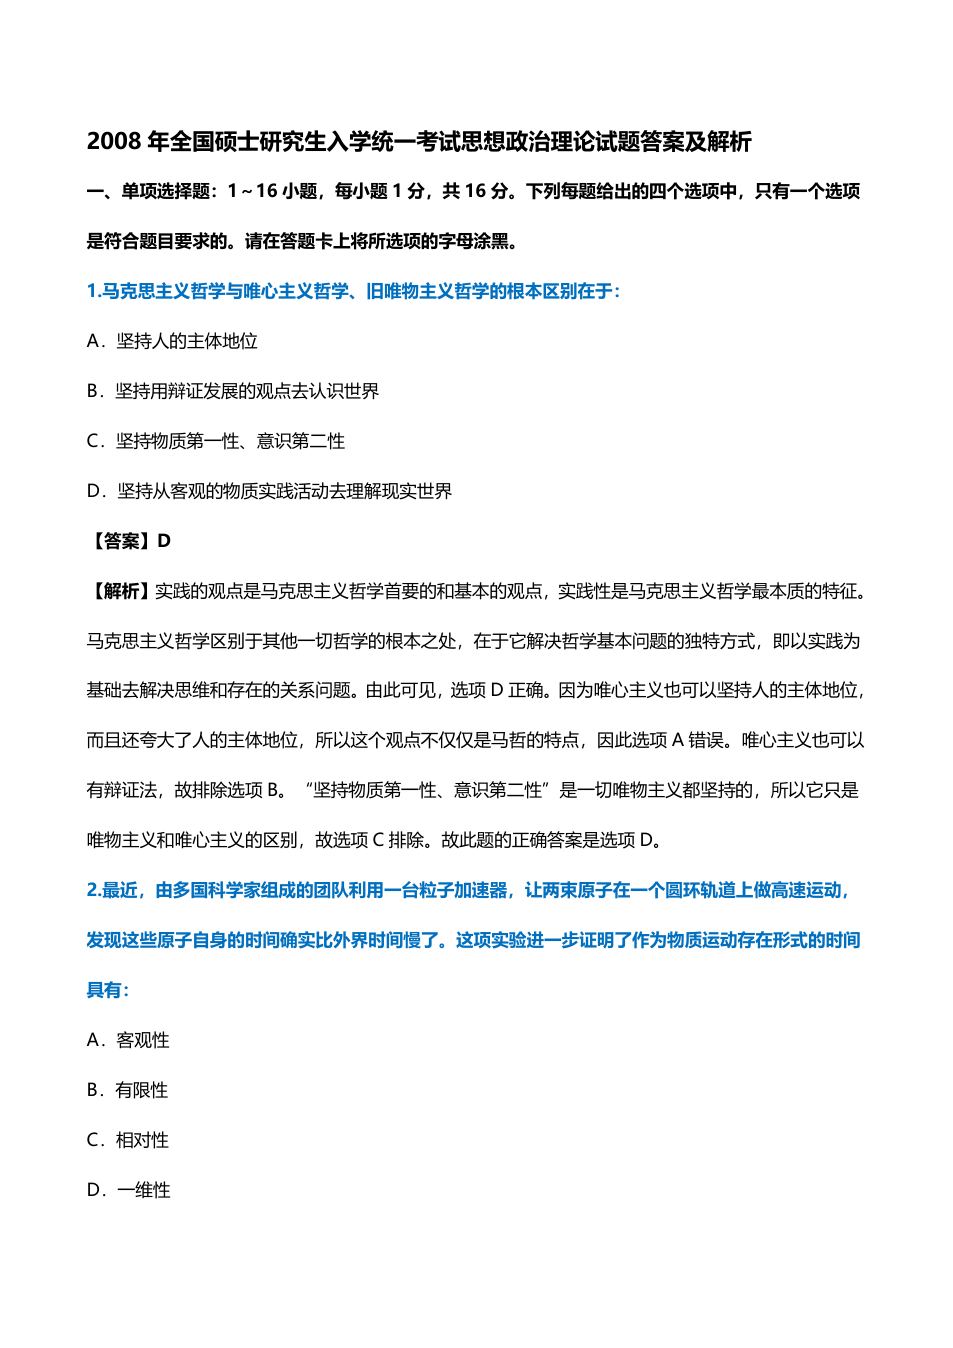 2008 年全国硕士研究生入学统一考试思想政治理论试题答案及解析
一、单项选择题：1～16 小题，每小题 1 分，共 16 分。下列每题给出的四个选项中，只有一个选项
是符合题目要求的。请在答题卡上将所选项的字母涂黑。
1.马克思主义哲学与唯心主义哲学、旧唯物主义哲学的根本区别在于：
A．坚持人的主体地位
B．坚持用辩证发展的观点去认识世界
C．坚持物质第一性、意识第二性
D．坚持从客观的物质实践活动去理解现实世界
【答案】D
【解析】实践的观点是马克思主义哲学首要的和基本的观点，实践性是马克思主义哲学最本质的特征。
马克思主义哲学区别于其他一切哲学的根本之处，在于它解决哲学基本问题的独特方式，即以实践为
基础去解决思维和存在的关系问题。由此可见，选项 D 正确。因为唯心主义也可以坚持人的主体地位，
而且还夸大了人的主体地位，所以这个观点不仅仅是马哲的特点，因此选项 A 错误。唯心主义也可以
有辩证法，故排除选项 B。“坚持物质第一性、意识第二性”是一切唯物主义都坚持的，所以它只是
唯物主义和唯心主义的区别，故选项 C 排除。故此题的正确答案是选项 D。
2.最近，由多国科学家组成的团队利用一台粒子加速器，让两束原子在一个圆环轨道上做高速运动，
发现这些原子自身的时间确实比外界时间慢了。这项实验进一步证明了作为物质运动存在形式的时间
具有：
A．客观性
B．有限性
C．相对性
D．一维性